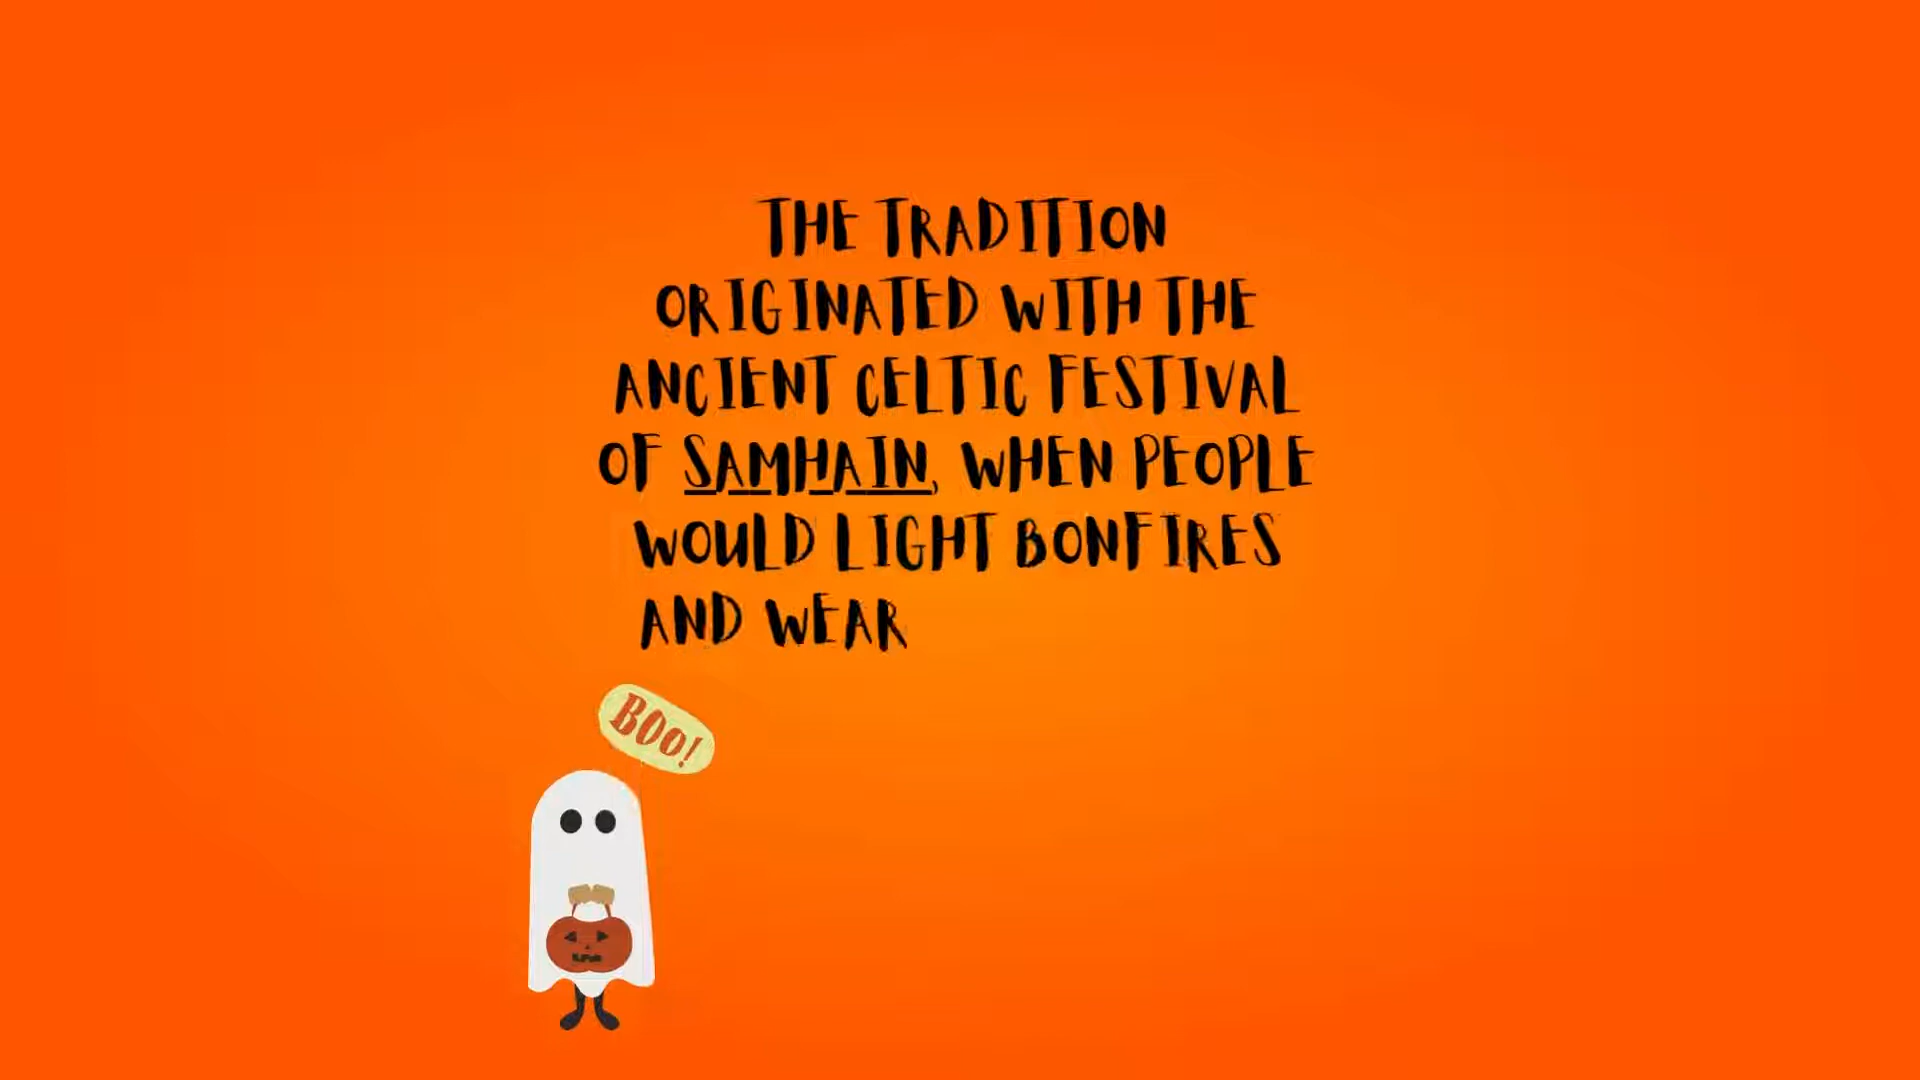 THE TRADITION
ORIGINATED WITH THE
ANCIENT CELTIC FESTIVAL
OF SAMHAIN, WHEN PEOPLE
WOULD LIGHT BONFIRES
AND WEAR
BOO!